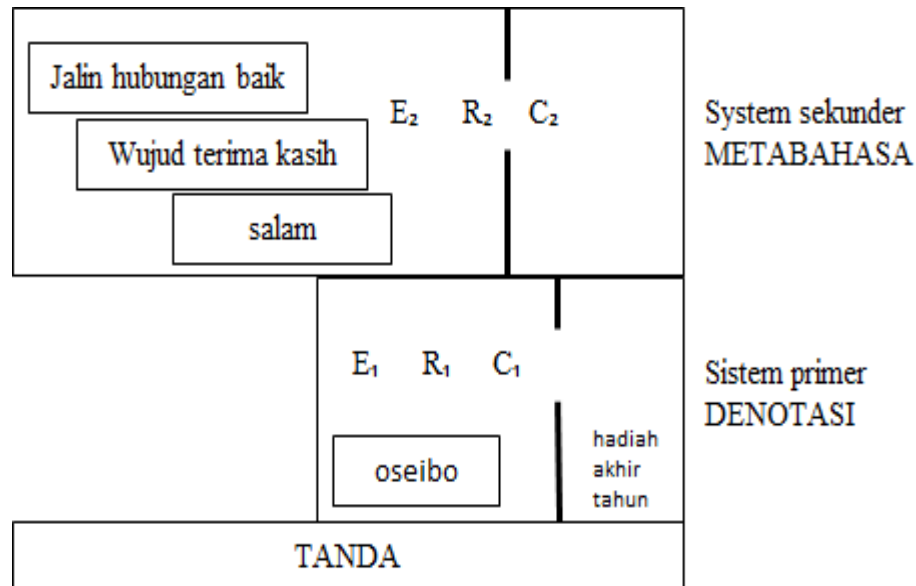 Jalin hubungan baik
Wujud terima kasih
salam
E₂ R₂ C₂
System sekunder
METABAHASA
E₁ R₁ C₁
oseibo
hadiah
akhir
tahun
Sistem primer
DENOTASI
TANDA